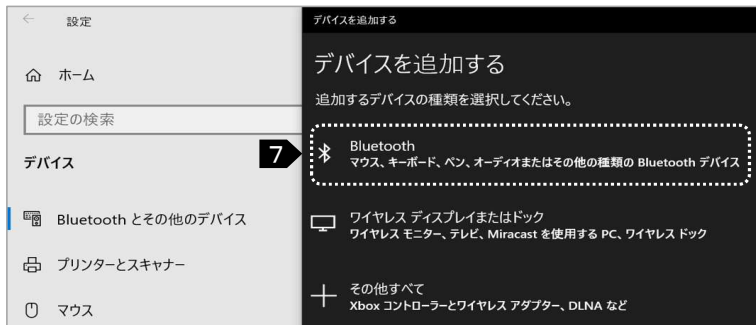 設定
ホーム
設定の検索
デバイス
Bluetooth とその他のデバイス
プリンターとスキャナー
マウス
デバイスを追加する
デバイスを追加する
追加するデバイスの種類を選択してください。
7
Bluetooth
マウス、キーボード、ペン、オーディオまたはその他の種類の Bluetooth デバイス
ワイヤレス ディスプレイまたはドック
ワイヤレス モニター、テレビ、Miracast を使用する PC、ワイヤレス ドック
その他すべて
Xbox コントローラーとワイヤレス アダプター、DLNA など